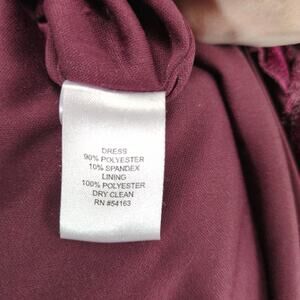 DRESS
90% POLYESTER
10% SPANDEX
LINING
100% POLYESTER
DRY CLEAN
RN #54163